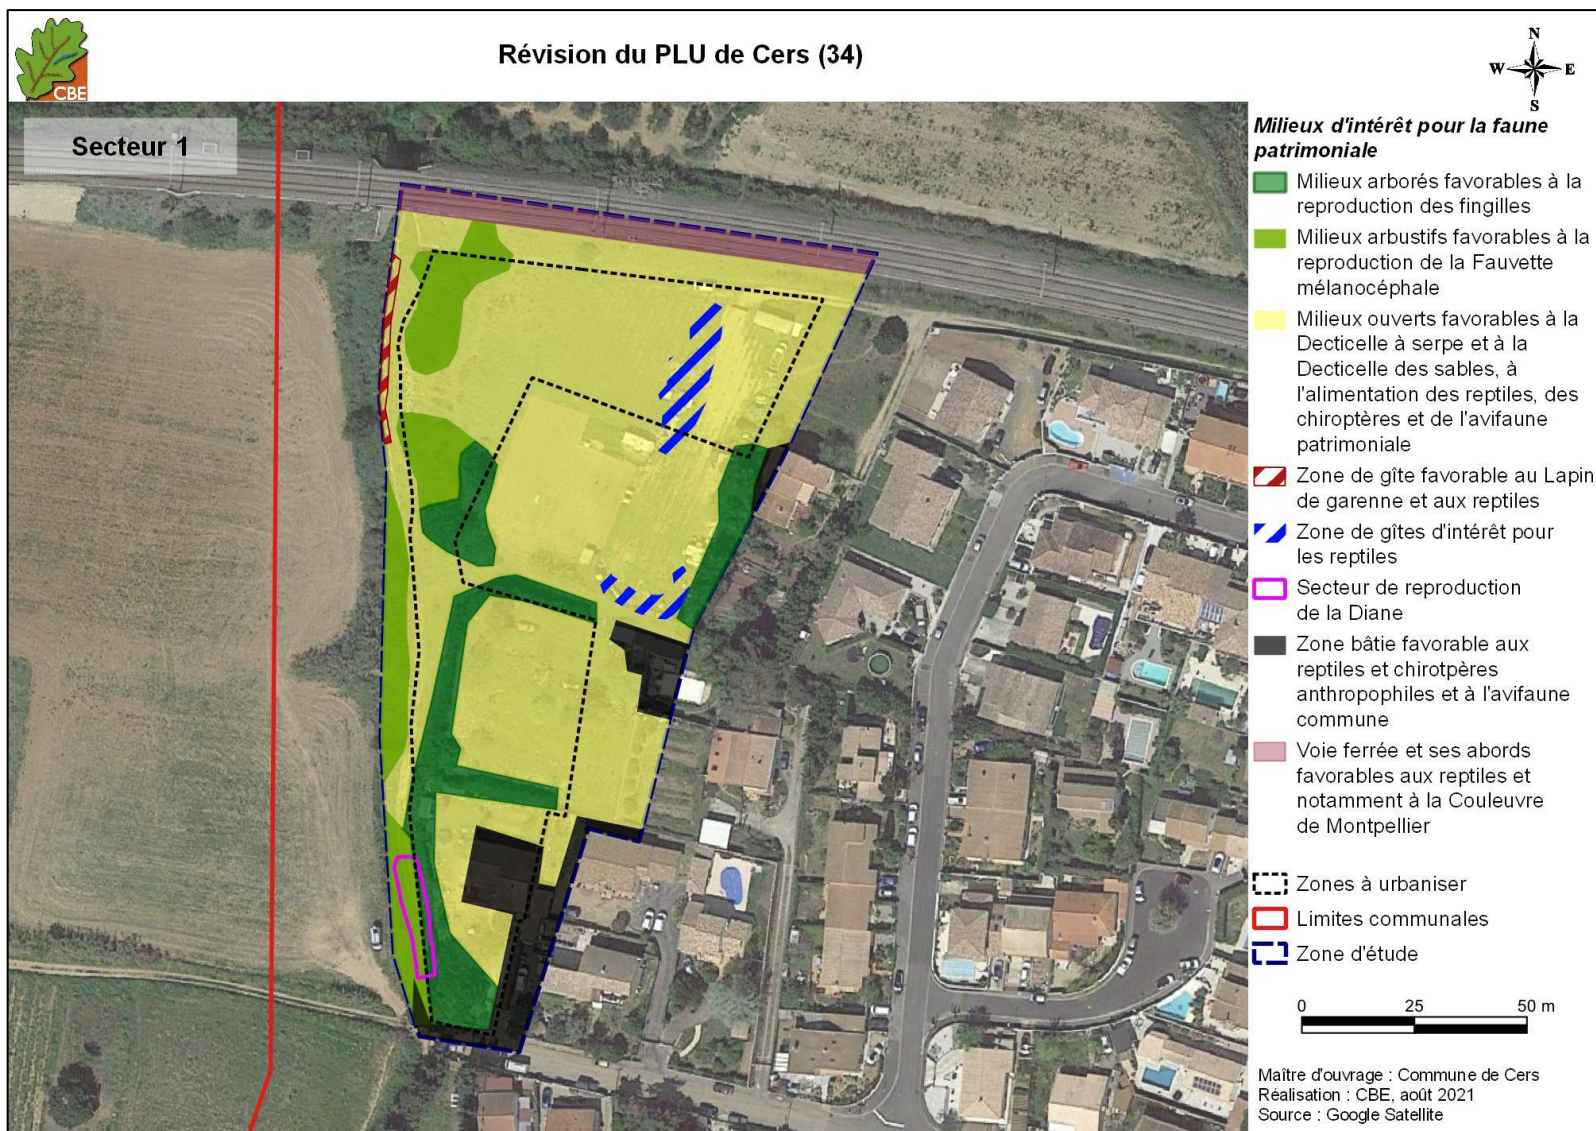 CBE
Révision du PLU de Cers (34)
N
W E
S
Secteur 1
Milieux d'intérêt pour la faune
patrimoniale
Milieux arborés favorables à la
reproduction des fingilles
Milieux arbustifs favorables à la
reproduction de la Fauvette
mélanocéphale
Milieux ouverts favorables à la
Decticelle à serpe et à la
Decticelle des sables, à
l'alimentation des reptiles, des
chiroptères et de l'avifaune
patrimoniale
Zone de gîte favorable au Lapin
de garenne et aux reptiles
Zone de gîtes d'intérêt pour
les reptiles
Secteur de reproduction
de la Diane
Zone bâtie favorable aux
reptiles et chirotpères
anthropophiles et à l'avifaune
commune
Voie ferrée et ses abords
favorables aux reptiles et
notamment à la Couleuvre
de Montpellier
Zones à urbaniser
Limites communales
Zone d'étude
0 25 50 m
Maître d'ouvrage : Commune de Cers
Réalisation : CBE, août 2021
Source : Google Satellite